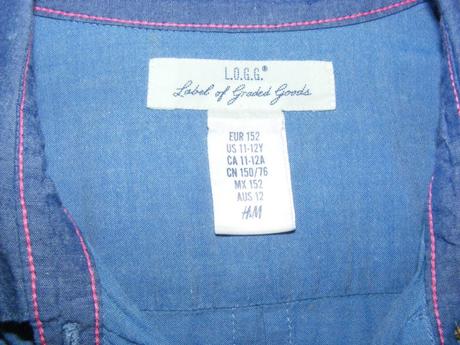 L.O.G.G.®
Label of Graded Goods
EUR 152
US 11-12Y
CA 11-12A
CN 150/76
MX 152
AUS 12
H&M